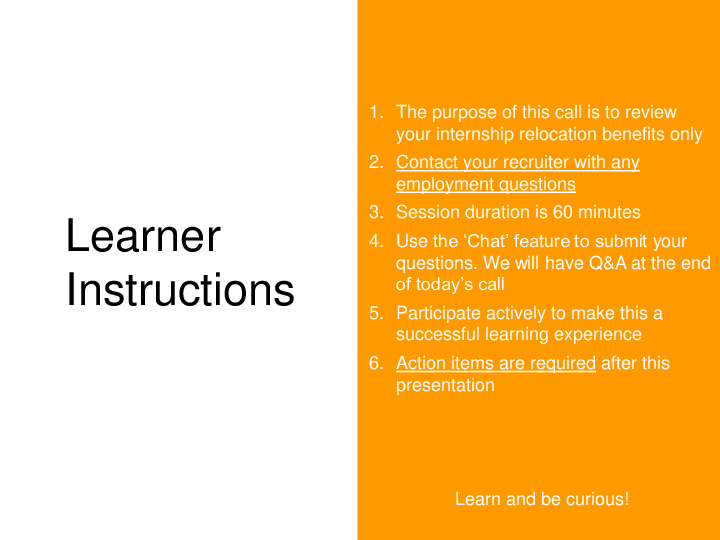 Learner
Instructions
1. The purpose of this call is to review
your internship relocation benefits only
2. Contact your recruiter with any
employment questions
3. Session duration is 60 minutes
4. Use the ‘Chat’ feature to submit your
questions. We will have Q&A at the end
of today’s call
5. Participate actively to make this a
successful learning experience
6. Action items are required after this
presentation
Learn and be curious!